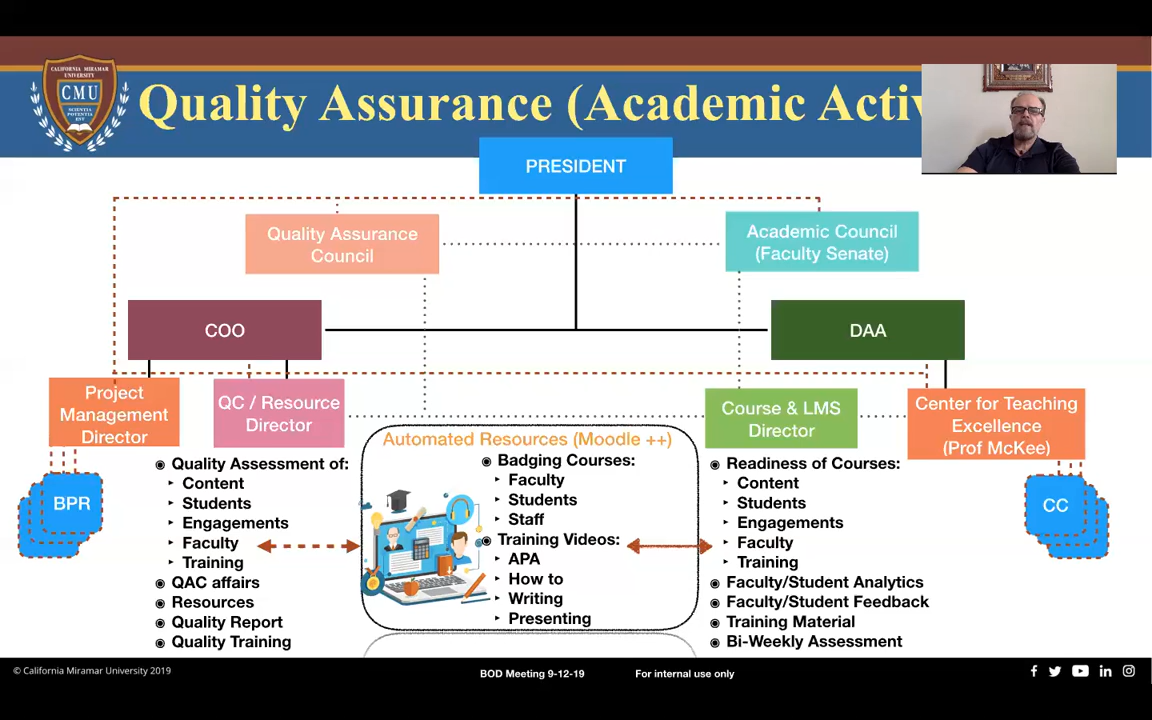 CALIFORNIA MIRAMAR
UNIVERSITY
CMU
SCIENTIA
POTENTIA
EST
Quality Assurance (Academic Activ
PRESIDENT
Quality Assurance
Council
Academic Council
(Faculty Senate)
COO
DAA
Project
Management
Director
QC / Resource
Director
Course & LMS
Director
Center for Teaching
Excellence
(Prof McKee)
BPR
Quality Assessment of:
Content
Students
Engagements
Faculty
Training
QAC affairs
Resources
Quality Report
Quality Training
Automated Resources (Moodle ++)
Badging Courses:
Faculty
Students
Staff
Training Videos:
APA
How to
Writing
Presenting
Readiness of Courses:
Content
Students
Engagements
Faculty
Training
Faculty/Student Analytics
Faculty/Student Feedback
Training Material
Bi-Weekly Assessment
CC
© California Miramar University 2019
BOD Meeting 9-12-19
For internal use only